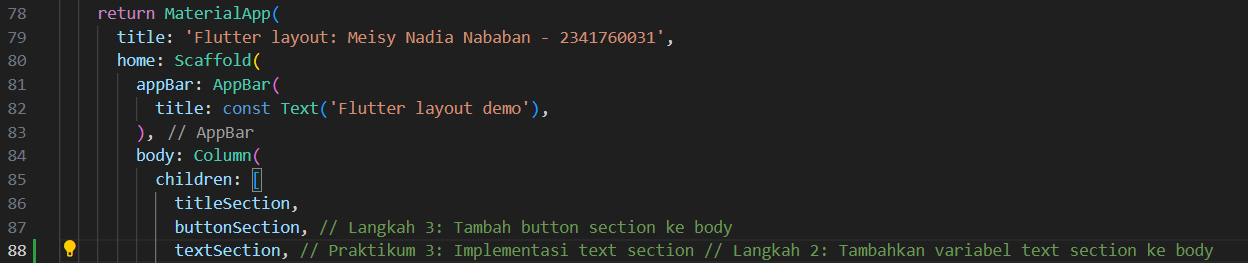 78 return MaterialApp(
79 title: 'Flutter layout: Meisy Nadia Nababan - 2341760031',
80 home: Scaffold(
81 appBar: AppBar(
82 title: const Text('Flutter layout demo'),
83 ), // AppBar
84 body: Column(
85 children: [
86 titleSection,
87 buttonSection, // Langkah 3: Tambah button section ke body
88 textSection, // Praktikum 3: Implementasi text section // Langkah 2: Tambahkan variabel text section ke body